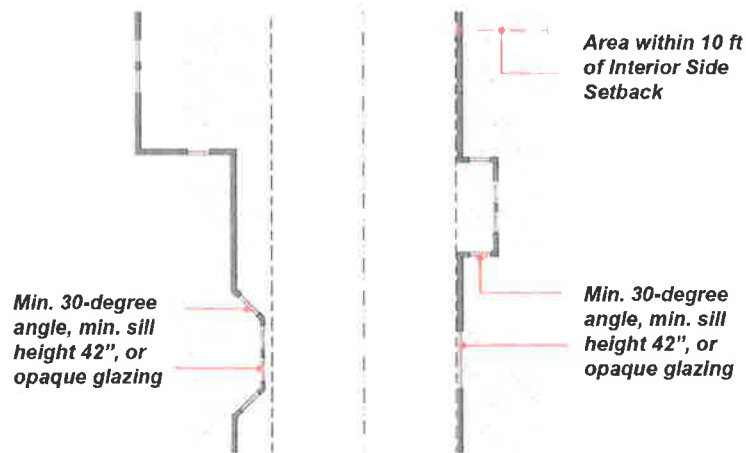 Area within 10 ft
of Interior Side
Setback
Min. 30-degree
angle, min. sill
height 42”, or
opaque glazing
Min. 30-degree
angle, min. sill
height 42”, or
opaque glazing